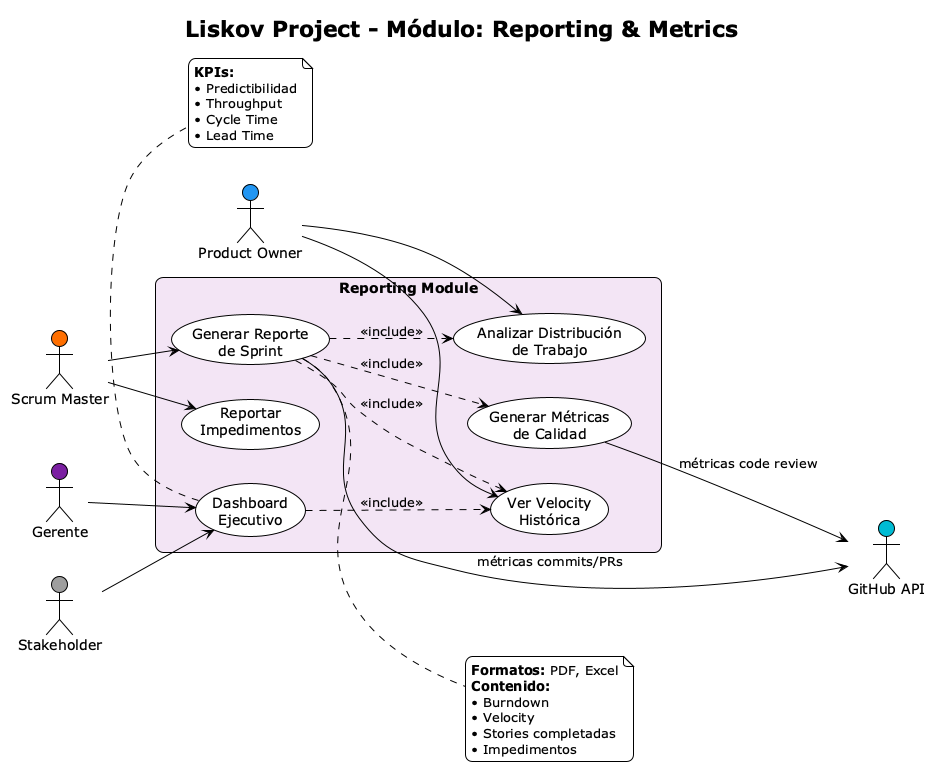 Liskov Project - Módulo: Reporting & Metrics
KPIs:
• Predictibilidad
• Throughput
• Cycle Time
• Lead Time
Product Owner
Reporting Module
Generar Reporte
de Sprint
«include»
Analizar Distribución
de Trabajo
«include»
Scrum Master
Reportar
Impedimentos
«include»
Generar Métricas
de Calidad
métricas code review
Gerente
Dashboard
Ejecutivo
«include»
Ver Velocity
Histórica
métricas commits/PRs
GitHub API
Stakeholder
Formatos: PDF, Excel
Contenido:
• Burndown
• Velocity
• Stories completadas
• Impedimentos